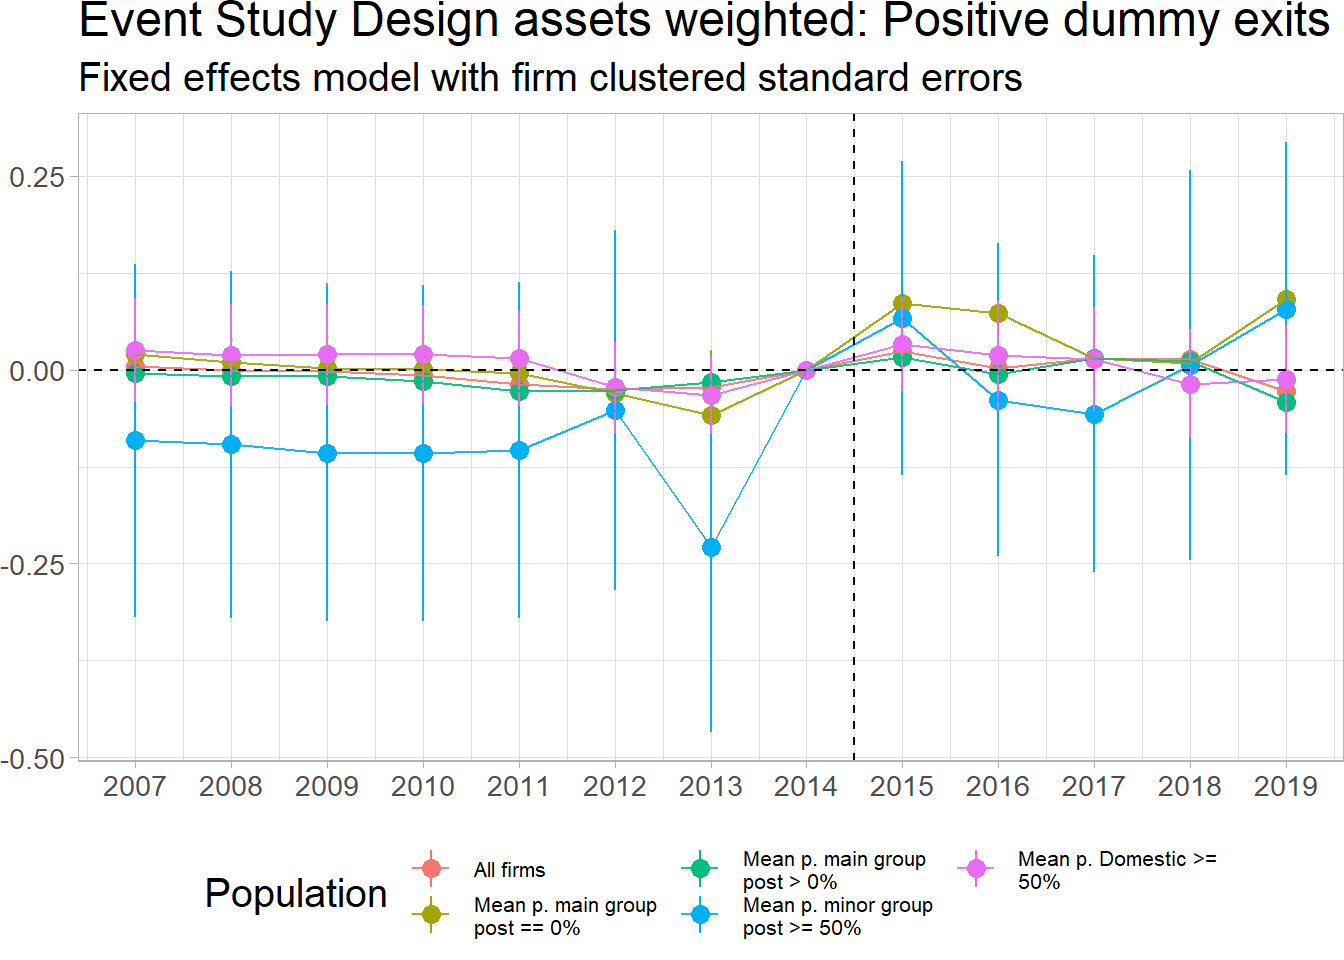 Event Study Design assets weighted: Positive dummy exits
Fixed effects model with firm clustered standard errors
0.25
0.00
-0.25
-0.50
2007 2008 2009 2010 2011 2012 2013 2014 2015 2016 2017 2018 2019
Population
All firms
Mean p. main group
post == 0%
Mean p. main group
post > 0%
Mean p. minor group
post >= 50%
Mean p. Domestic >=
50%